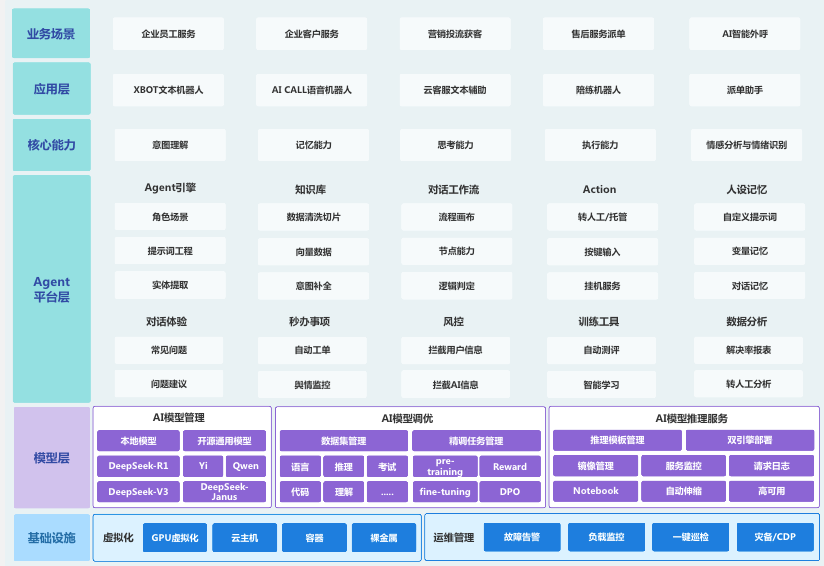 业务场景
企业员工服务
企业客户服务
营销投流获客
售后服务派单
AI智能外呼
应用层
XBOT文本机器人
AI CALL语音机器人
云客服文本辅助
陪练机器人
派单助手
核心能力
意图理解
记忆能力
思考能力
执行能力
情感分析与情绪识别
Agent
平台层
Agent引擎
知识库
对话工作流
Action
人设记忆
角色场景
数据清洗切片
流程画布
转人工/托管
自定义提示词
提示词工程
向量数据
节点能力
按键输入
变量记忆
实体提取
意图补全
逻辑判定
挂机服务
对话记忆
对话体验
秒办事项
风控
训练工具
数据分析
常见问题
自动工单
拦截用户信息
自动测评
解决率报表
问题建议
舆情监控
拦截AI信息
智能学习
转人工分析
模型层
AI模型管理
本地模型
开源通用模型
DeepSeek-R1
Yi
Qwen
DeepSeek-V3
DeepSeek-
Janus
AI模型调优
数据集管理
精调任务管理
语言
推理
考试
pre-
training
Reward
代码
理解
.....
fine-tuning
DPO
AI模型推理服务
推理模板管理
双引擎部署
镜像管理
服务监控
请求日志
Notebook
自动伸缩
高可用
基础设施
虚拟化
GPU虚拟化
云主机
容器
裸金属
运维管理
故障告警
负载监控
一键巡检
灾备/CDP